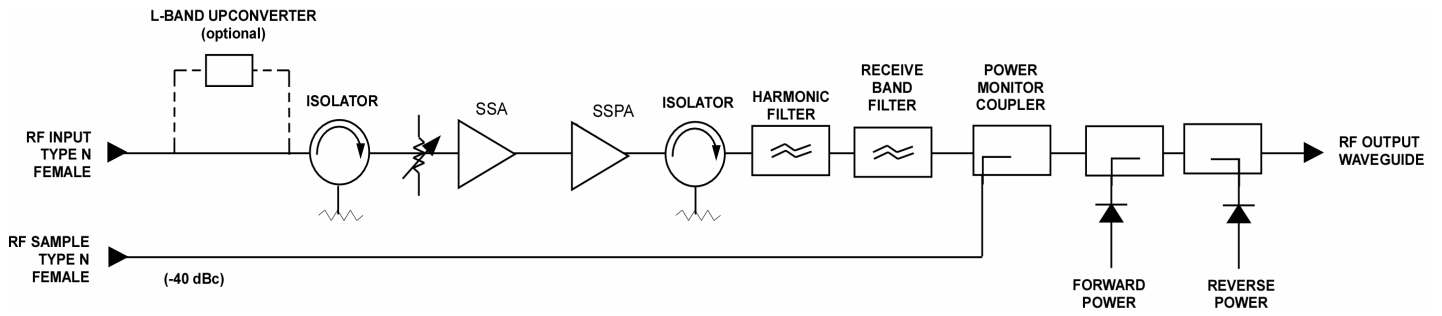 L-BAND UPCONVERTER
(optional)
RF INPUT
TYPE N
FEMALE
ISOLATOR
SSA
SSPA
ISOLATOR
HARMONIC
FILTER
RECEIVE
BAND
FILTER
POWER
MONITOR
COUPLER
RF OUTPUT
WAVEGUIDE
RF SAMPLE
TYPE N
FEMALE
(-40 dBc)
FORWARD
POWER
REVERSE
POWER